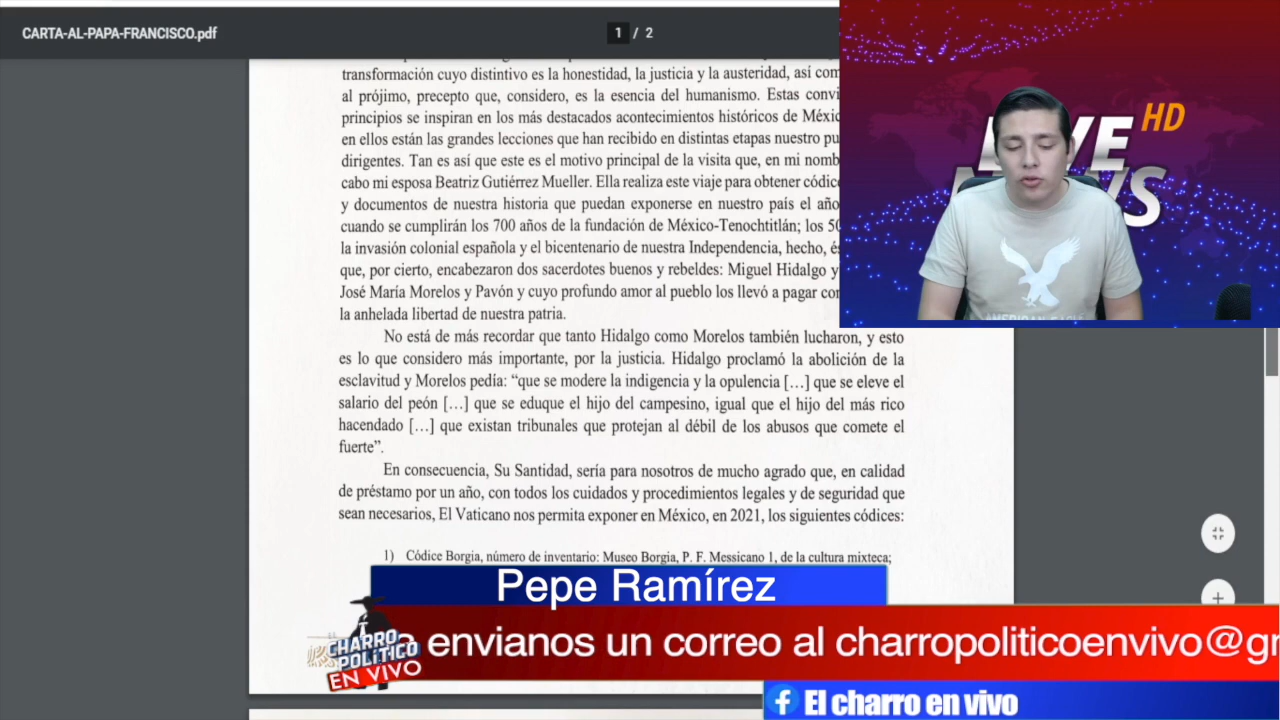 CARTA-AL-PAPA-FRANCISCO.pdf
1 / 2
transformación cuyo distintivo es la honestidad, la justicia y la austeridad, así com
al prójimo, precepto que, considero, es la esencia del humanismo. Estas convi
principios se inspiran en los más destacados acontecimientos históricos de Méxic
en ellos están las grandes lecciones que han recibido en distintas etapas nuestro pu
dirigentes. Tan es así que este es el motivo principal de la visita que, en mi nomb
cabo mi esposa Beatriz Gutiérrez Mueller. Ella realiza este viaje para obtener códic
y documentos de nuestra historia que puedan exponerse en nuestro país el año
cuando se cumplirán los 700 años de la fundación de México-Tenochtitlán; los 50
la invasión colonial española y el bicentenario de nuestra Independencia, hecho, és
que, por cierto, encabezaron dos sacerdotes buenos y rebeldes: Miguel Hidalgo y
José María Morelos y Pavón y cuyo profundo amor al pueblo los llevó a pagar con
la anhelada libertad de nuestra patria.
No está de más recordar que tanto Hidalgo como Morelos también lucharon, y esto
es lo que considero más importante, por la justicia. Hidalgo proclamó la abolición de la
esclavitud y Morelos pedía: “que se modere la indigencia y la opulencia […] que se eleve el
salario del peón […] que se eduque el hijo del campesino, igual que el hijo del más rico
hacendado […] que existan tribunales que protejan al débil de los abusos que comete el
fuerte”.
En consecuencia, Su Santidad, sería para nosotros de mucho agrado que, en calidad
de préstamo por un año, con todos los cuidados y procedimientos legales y de seguridad que
sean necesarios, El Vaticano nos permita exponer en México, en 2021, los siguientes códices:
1) Códice Borgia, número de inventario: Museo Borgia, P. F. Messicano 1, de la cultura mixteca;
HD
AMERICAN EAGLE
Pepe Ramírez
envianos un correo al charropoliticoenvivo@gm
CHARRO
POLÍTICO
EN VIVO
El charro en vivo